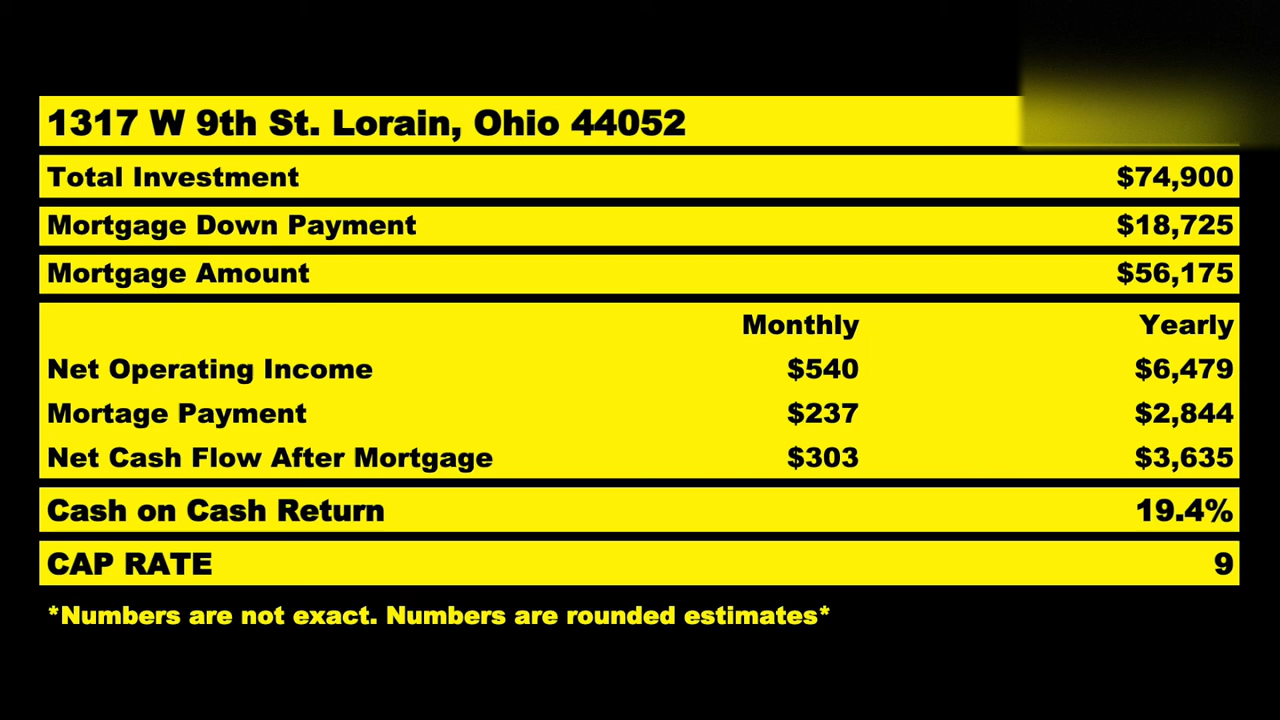 1317 W 9th St. Lorain, Ohio 44052
Total Investment $74,900
Mortgage Down Payment $18,725
Mortgage Amount $56,175
Monthly Yearly
Net Operating Income $540 $6,479
Mortage Payment $237 $2,844
Net Cash Flow After Mortgage $303 $3,635
Cash on Cash Return 19.4%
CAP RATE 9
*Numbers are not exact. Numbers are rounded estimates*